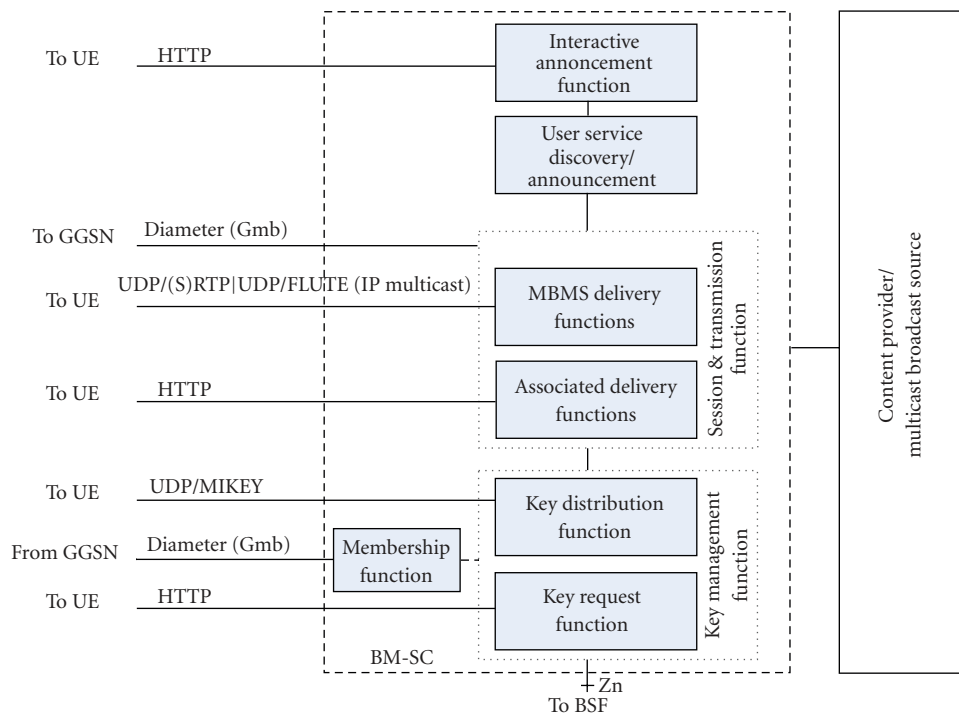 Interactive
annoncement
function
To UE
HTTP
User service
discovery/
announcement
To GGSN
Diameter (Gmb)
To UE
UDP/(S)RTP|UDP/FLUTE (IP multicast)
MBMS delivery
functions
To UE
HTTP
Associated delivery
functions
Session & transmission
function
To UE
UDP/MIKEY
Key distribution
function
From GGSN
Diameter (Gmb)
Membership
function
To UE
HTTP
Key request
function
Key management
function
BM-SC
Zn
To BSF
Content provider/
multicast broadcast source